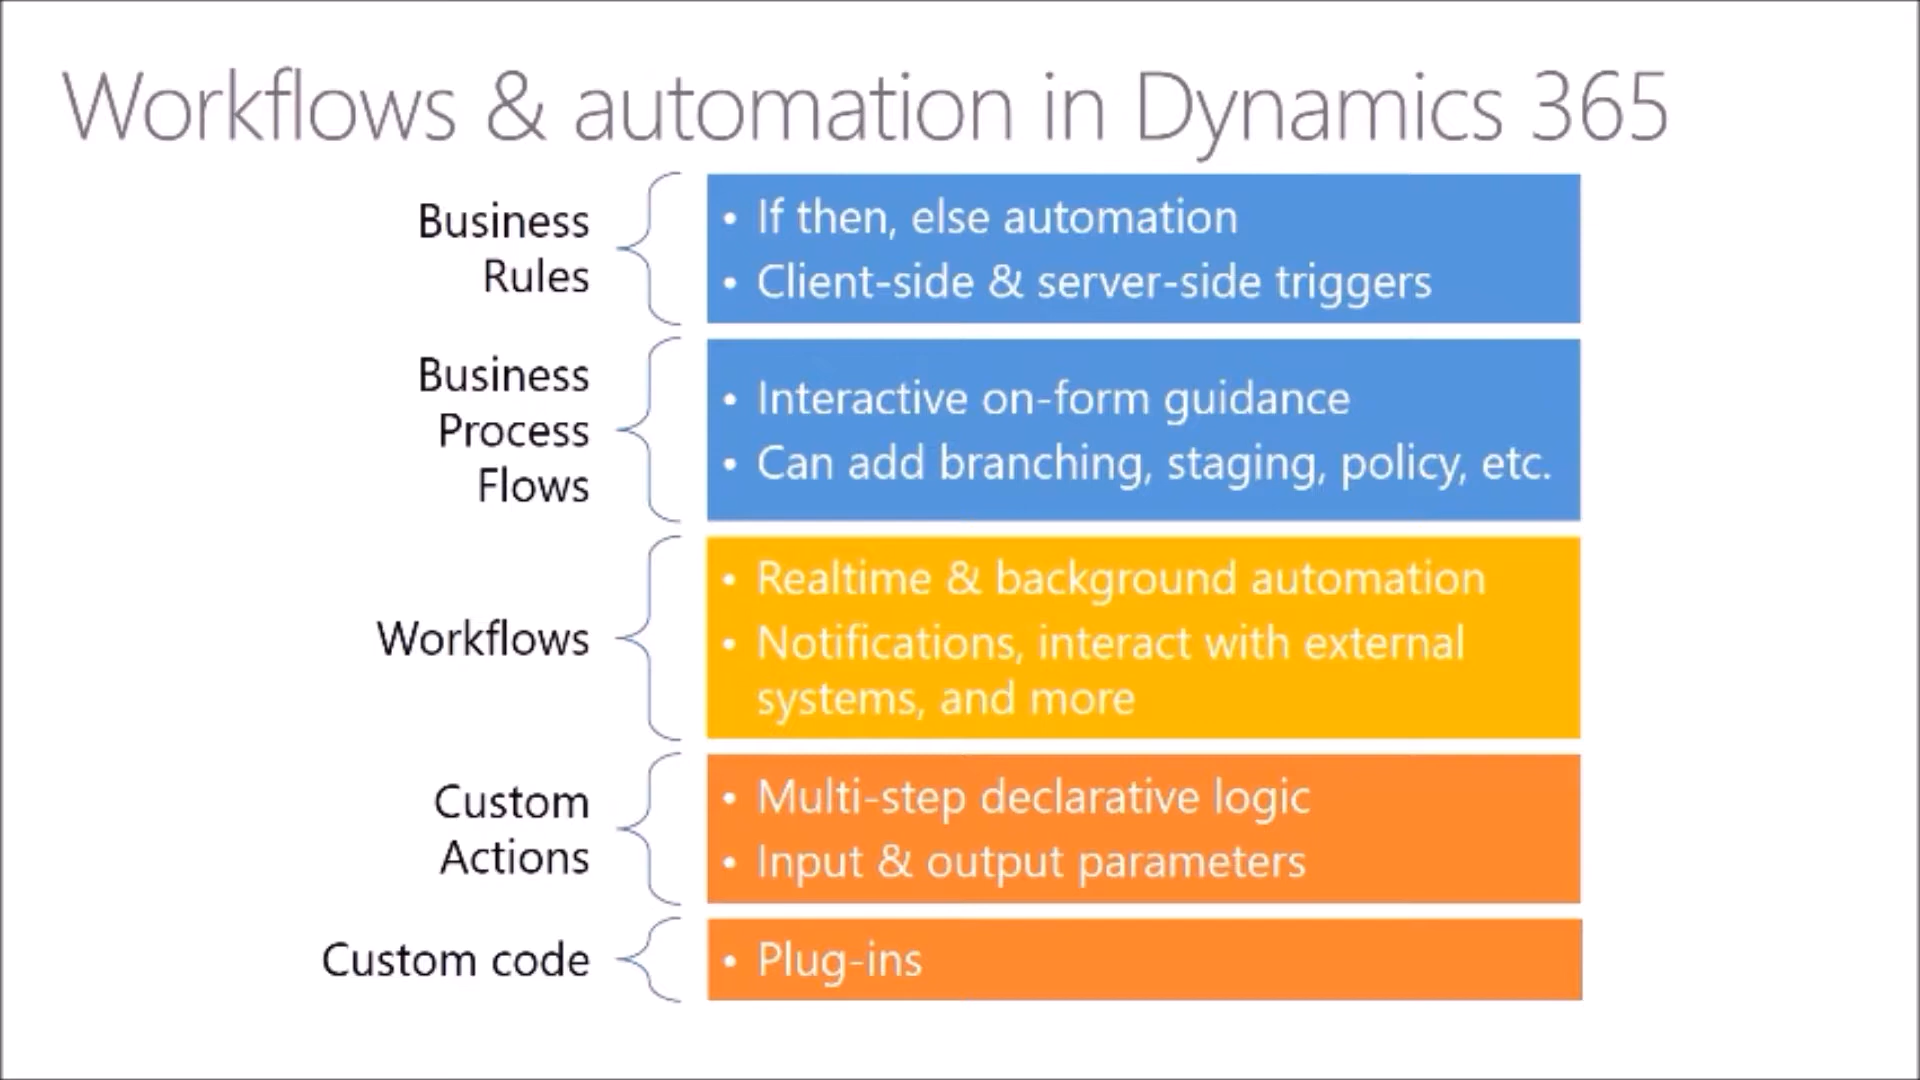 Workflows & automation in Dynamics 365
Business
Rules
• If then, else automation
• Client-side & server-side triggers
Business
Process
Flows
• Interactive on-form guidance
• Can add branching, staging, policy, etc.
Workflows
• Realtime & background automation
• Notifications, interact with external
systems, and more
Custom
Actions
• Multi-step declarative logic
• Input & output parameters
Custom code
• Plug-ins